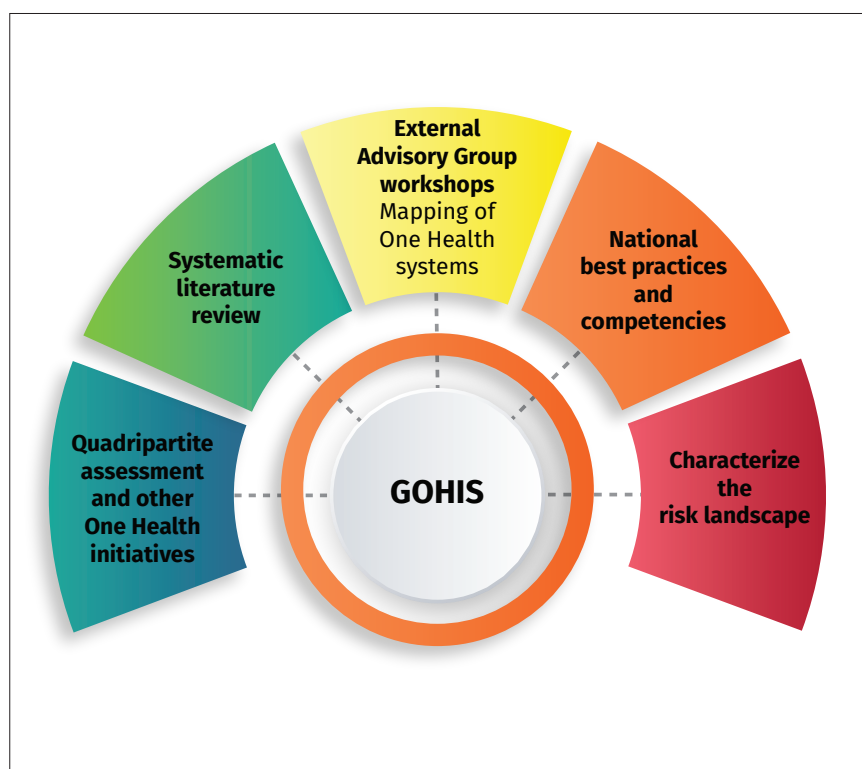 External
Advisory Group
workshops
Mapping of
One Health
systems
Systematic
literature
review
National
best practices
and
competencies
Quadripartite
assessment
and other
One Health
initiatives
GOHIS
Characterize
the
risk landscape